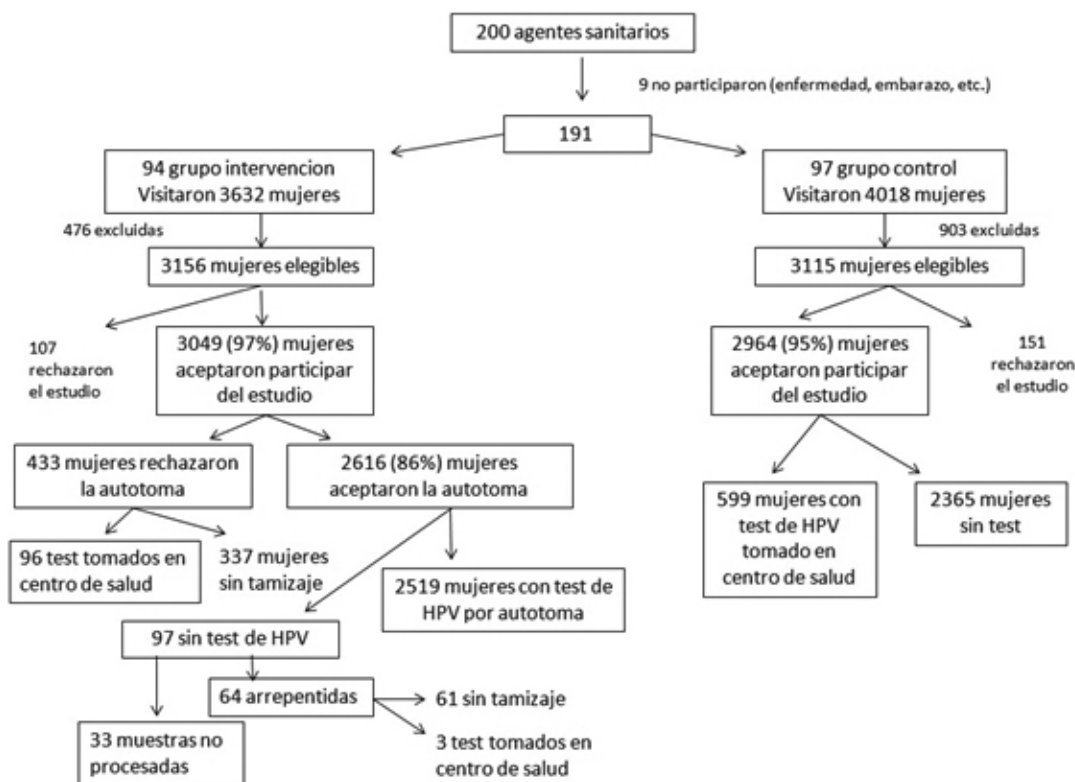 200 agentes sanitarios
9 no participaron (enfermedad, embarazo, etc.)
191
94 grupo intervencion
Visitaron 3632 mujeres
97 grupo control
Visitaron 4018 mujeres
476 excluidas
903 excluidas
3156 mujeres elegibles
3115 mujeres elegibles
107
rechazaron
el estudio
3049 (97%) mujeres
aceptaron participar
del estudio
2964 (95%) mujeres
aceptaron participar
del estudio
151
rechazaron
el estudio
433 mujeres rechazaron
la autotoma
2616 (86%) mujeres
aceptaron la autotoma
599 mujeres con
test de HPV
tomado en
centro de salud
2365 mujeres
sin test
96 test tomados en
centro de salud
337 mujeres
sin tamizaje
2519 mujeres con test de
HPV por autotoma
97 sin test de HPV
64 arrepentidas
61 sin tamizaje
33 muestras no
procesadas
3 test tomados en
centro de salud